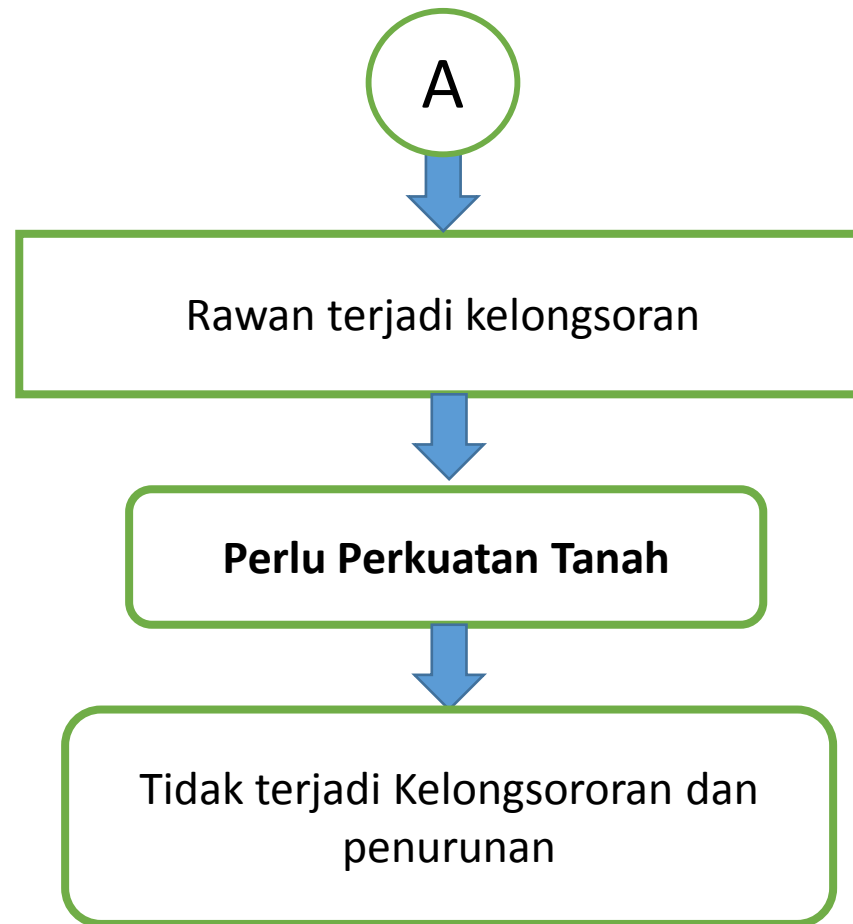 A
Rawan terjadi kelongsoran
Perlu Perkuatan Tanah
Tidak terjadi Kelongsororan dan
penurunan